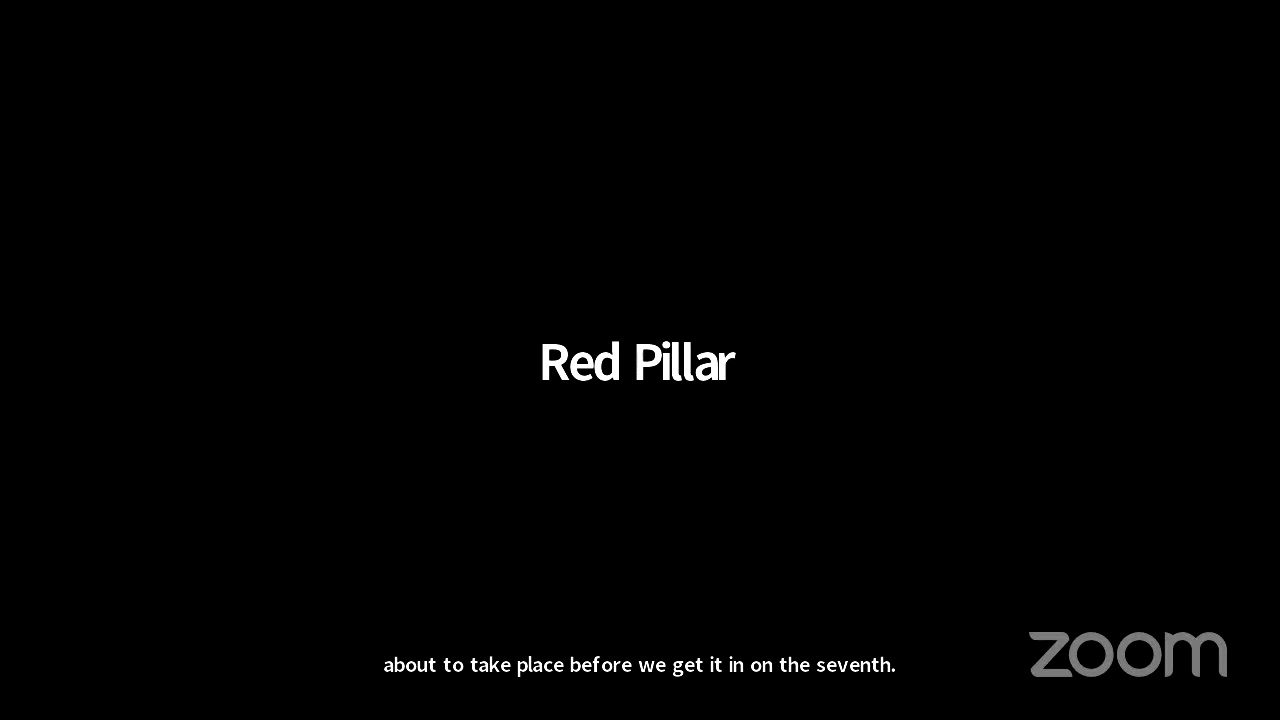 Red Pillar
about to take place before we get it in on the seventh.
zoom